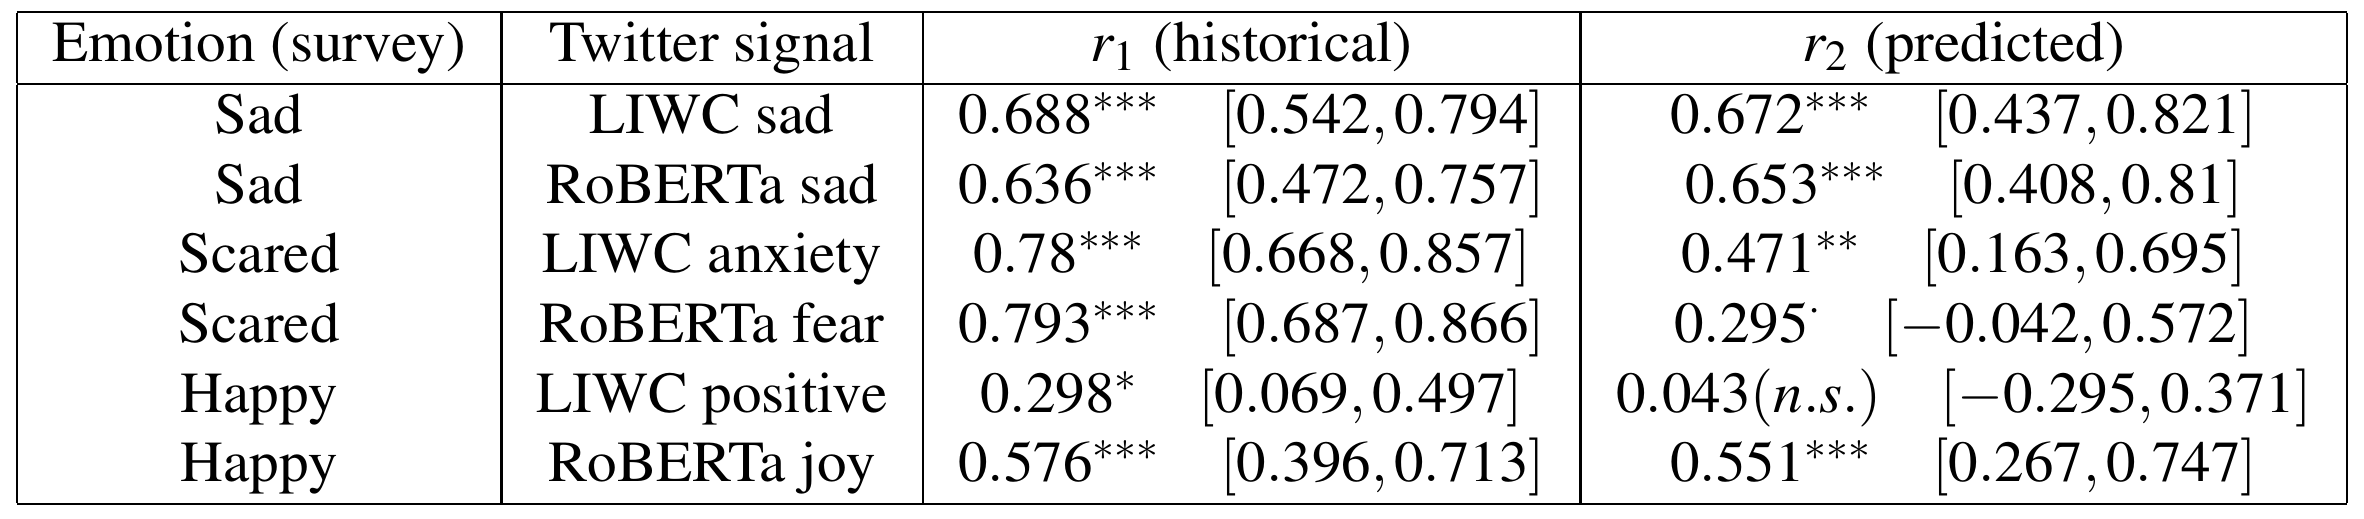 Emotion (survey) Twitter signal r₁ (historical) r₂ (predicted)
Sad LIWC sad 0.688*** [0.542, 0.794] 0.672*** [0.437, 0.821]
Sad RoBERTa sad 0.636*** [0.472, 0.757] 0.653*** [0.408, 0.81]
Scared LIWC anxiety 0.78*** [0.668, 0.857] 0.471** [0.163, 0.695]
Scared RoBERTa fear 0.793*** [0.687, 0.866] 0.295· [−0.042, 0.572]
Happy LIWC positive 0.298* [0.069, 0.497] 0.043(n.s.) [−0.295, 0.371]
Happy RoBERTa joy 0.576*** [0.396, 0.713] 0.551*** [0.267, 0.747]